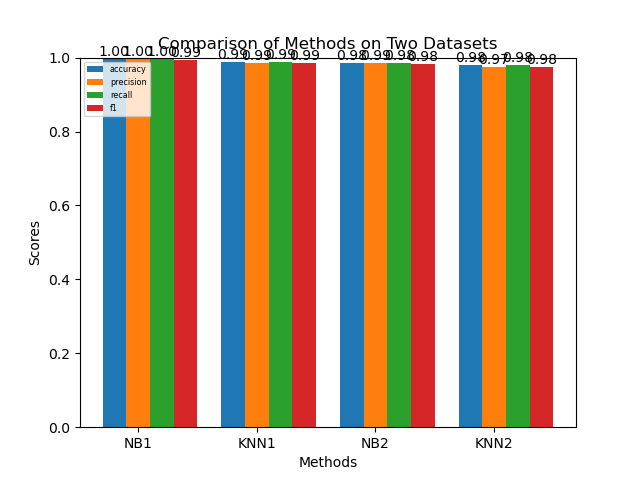 Comparison of Methods on Two Datasets
1.00 1.00 1.00 0.99 0.99 0.99 0.99 0.99 0.98 0.99 0.98 0.98 0.98 0.97 0.98 0.98
accuracy
precision
recall
f1
1.0
0.8
0.6
0.4
0.2
0.0
Scores
NB1 KNN1 NB2 KNN2
Methods